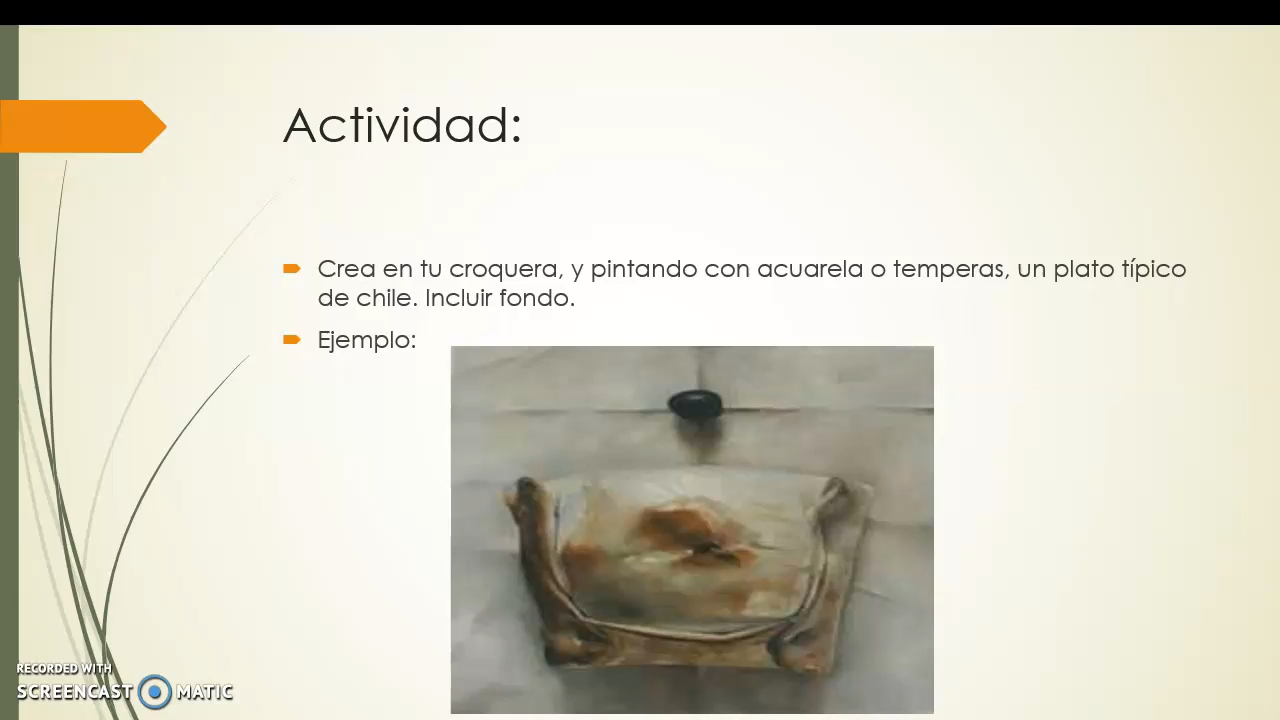 Actividad:
Crea en tu croquera, y pintando con acuarela o temperas, un plato típico
de chile. Incluir fondo.
Ejemplo:
RECORDED WITH
SCREENCAST MATIC